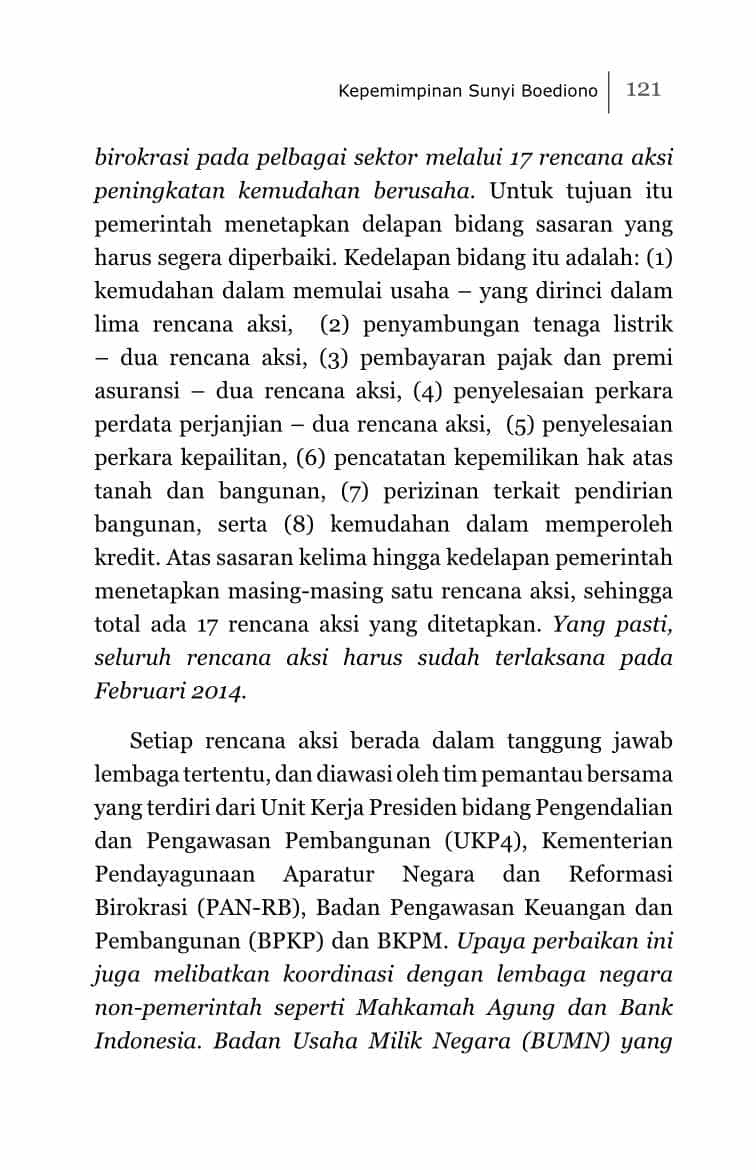 Kepemimpinan Sunyi Boediono 121
birokrasi pada pelbagai sektor melalui 17 rencana aksi
peningkatan kemudahan berusaha. Untuk tujuan itu
pemerintah menetapkan delapan bidang sasaran yang
harus segera diperbaiki. Kedelapan bidang itu adalah: (1)
kemudahan dalam memulai usaha – yang dirinci dalam
lima rencana aksi, (2) penyambungan tenaga listrik
– dua rencana aksi, (3) pembayaran pajak dan premi
asuransi – dua rencana aksi, (4) penyelesaian perkara
perdata perjanjian – dua rencana aksi, (5) penyelesaian
perkara kepailitan, (6) pencatatan kepemilikan hak atas
tanah dan bangunan, (7) perizinan terkait pendirian
bangunan, serta (8) kemudahan dalam memperoleh
kredit. Atas sasaran kelima hingga kedelapan pemerintah
menetapkan masing-masing satu rencana aksi, sehingga
total ada 17 rencana aksi yang ditetapkan. Yang pasti,
seluruh rencana aksi harus sudah terlaksana pada
Februari 2014.
Setiap rencana aksi berada dalam tanggung jawab
lembaga tertentu, dan diawasi oleh tim pemantau bersama
yang terdiri dari Unit Kerja Presiden bidang Pengendalian
dan Pengawasan Pembangunan (UKP4), Kementerian
Pendayagunaan Aparatur Negara dan Reformasi
Birokrasi (PAN-RB), Badan Pengawasan Keuangan dan
Pembangunan (BPKP) dan BKPM. Upaya perbaikan ini
juga melibatkan koordinasi dengan lembaga negara
non-pemerintah seperti Mahkamah Agung dan Bank
Indonesia. Badan Usaha Milik Negara (BUMN) yang